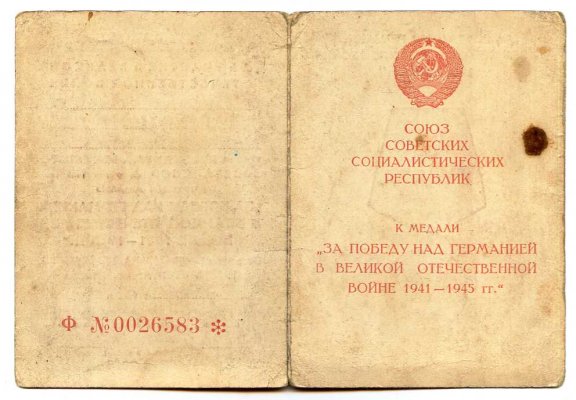 Ф №0026583 ✻
СОЮЗ
СОВЕТСКИХ
СОЦИАЛИСТИЧЕСКИХ
РЕСПУБЛИК
К МЕДАЛИ
„ЗА ПОБЕДУ НАД ГЕРМАНИЕЙ
В ВЕЛИКОЙ ОТЕЧЕСТВЕННОЙ
ВОЙНЕ 1941—1945 гг.“